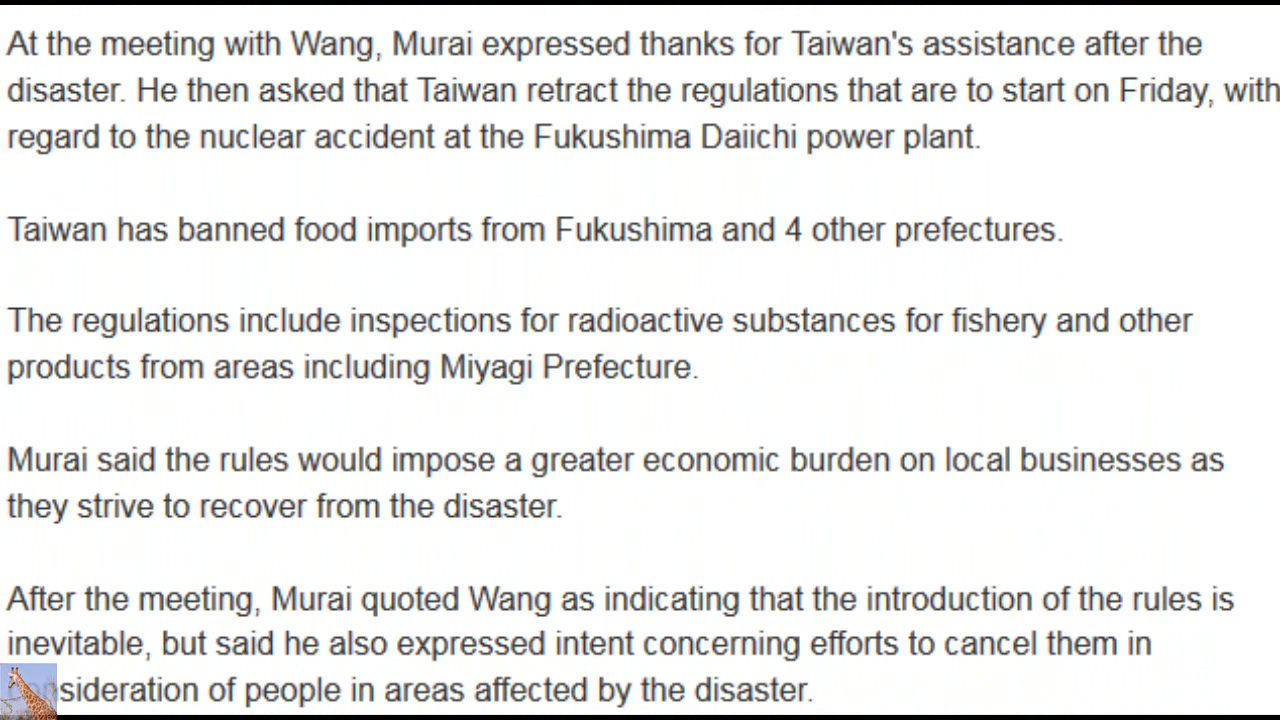 At the meeting with Wang, Murai expressed thanks for Taiwan's assistance after the
disaster. He then asked that Taiwan retract the regulations that are to start on Friday, with
regard to the nuclear accident at the Fukushima Daiichi power plant.
Taiwan has banned food imports from Fukushima and 4 other prefectures.
The regulations include inspections for radioactive substances for fishery and other
products from areas including Miyagi Prefecture.
Murai said the rules would impose a greater economic burden on local businesses as
they strive to recover from the disaster.
After the meeting, Murai quoted Wang as indicating that the introduction of the rules is
inevitable, but said he also expressed intent concerning efforts to cancel them in
consideration of people in areas affected by the disaster.